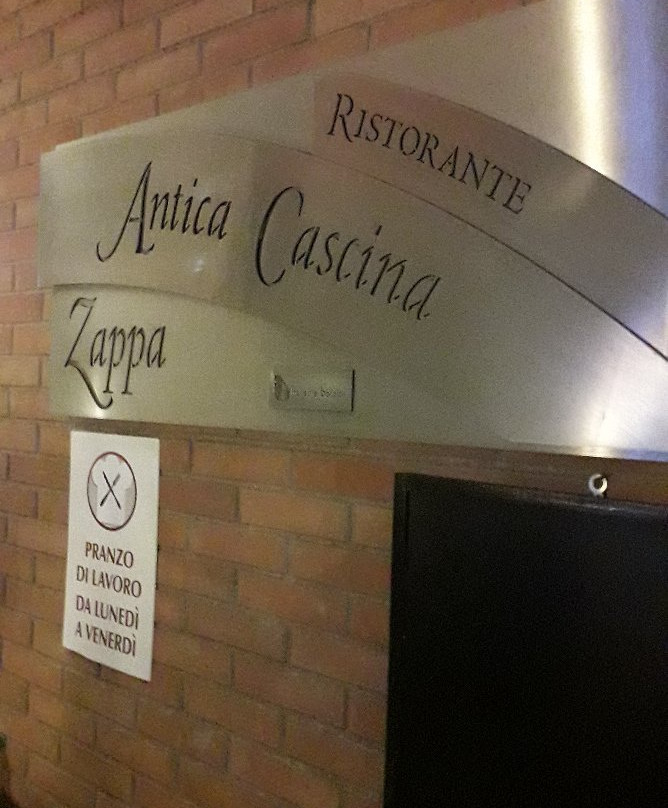 RISTORANTE
Antica Cascina
Zappa
PRANZO
DI LAVORO
DA LUNEDÌ
A VENERDÌ